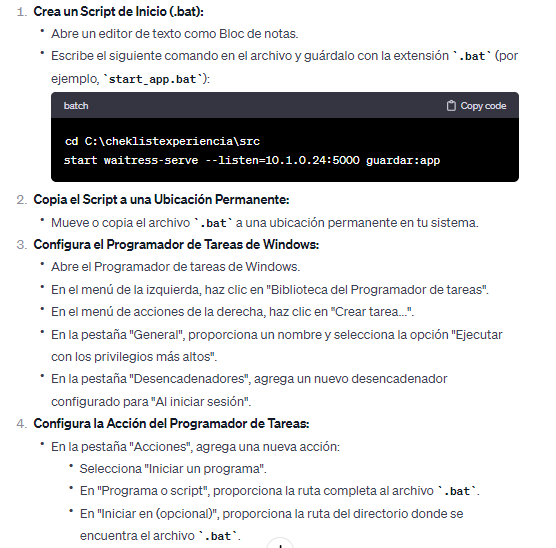 1. Crea un Script de Inicio (.bat):
• Abre un editor de texto como Bloc de notas.
• Escribe el siguiente comando en el archivo y guárdalo con la extensión `.bat` (por
ejemplo, `start_app.bat`):
batch Copy code
cd C:\cheklistexperiencia\src
start waitress-serve --listen=10.1.0.24:5000 guardar:app
2. Copia el Script a una Ubicación Permanente:
• Mueve o copia el archivo `.bat` a una ubicación permanente en tu sistema.
3. Configura el Programador de Tareas de Windows:
• Abre el Programador de tareas de Windows.
• En el menú de la izquierda, haz clic en "Biblioteca del Programador de tareas".
• En el menú de acciones de la derecha, haz clic en "Crear tarea...".
• En la pestaña "General", proporciona un nombre y selecciona la opción "Ejecutar
con los privilegios más altos".
• En la pestaña "Desencadenadores", agrega un nuevo desencadenador
configurado para "Al iniciar sesión".
4. Configura la Acción del Programador de Tareas:
• En la pestaña "Acciones", agrega una nueva acción:
• Selecciona "Iniciar un programa".
• En "Programa o script", proporciona la ruta completa al archivo `.bat`.
• En "Iniciar en (opcional)", proporciona la ruta del directorio donde se
encuentra el archivo `.bat`.